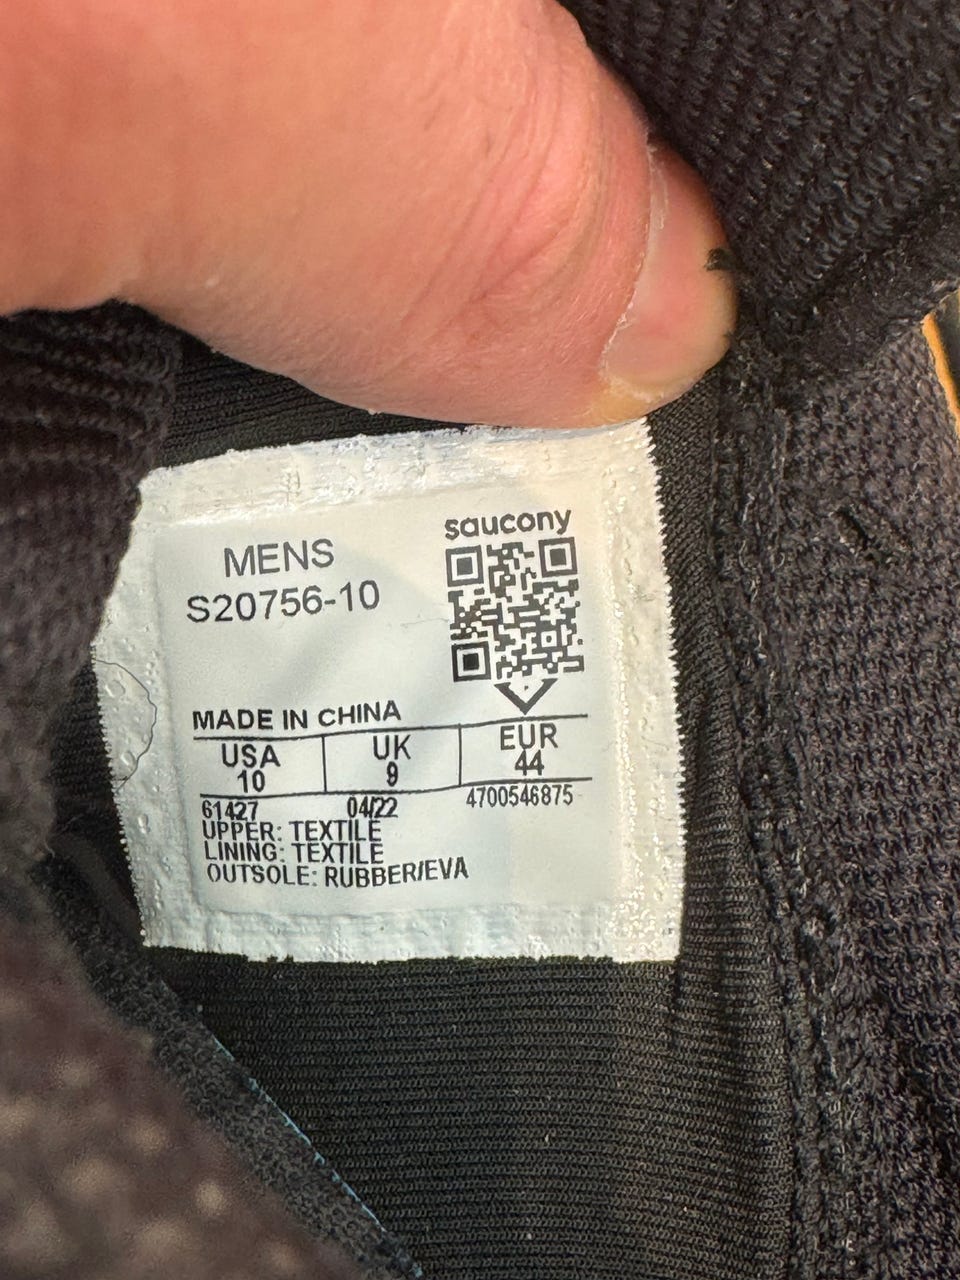 saucony
MENS
S20756-10
MADE IN CHINA
USA UK EUR
10 9 44
61427 04/22 4700546875
UPPER: TEXTILE
LINING: TEXTILE
OUTSOLE: RUBBER/EVA